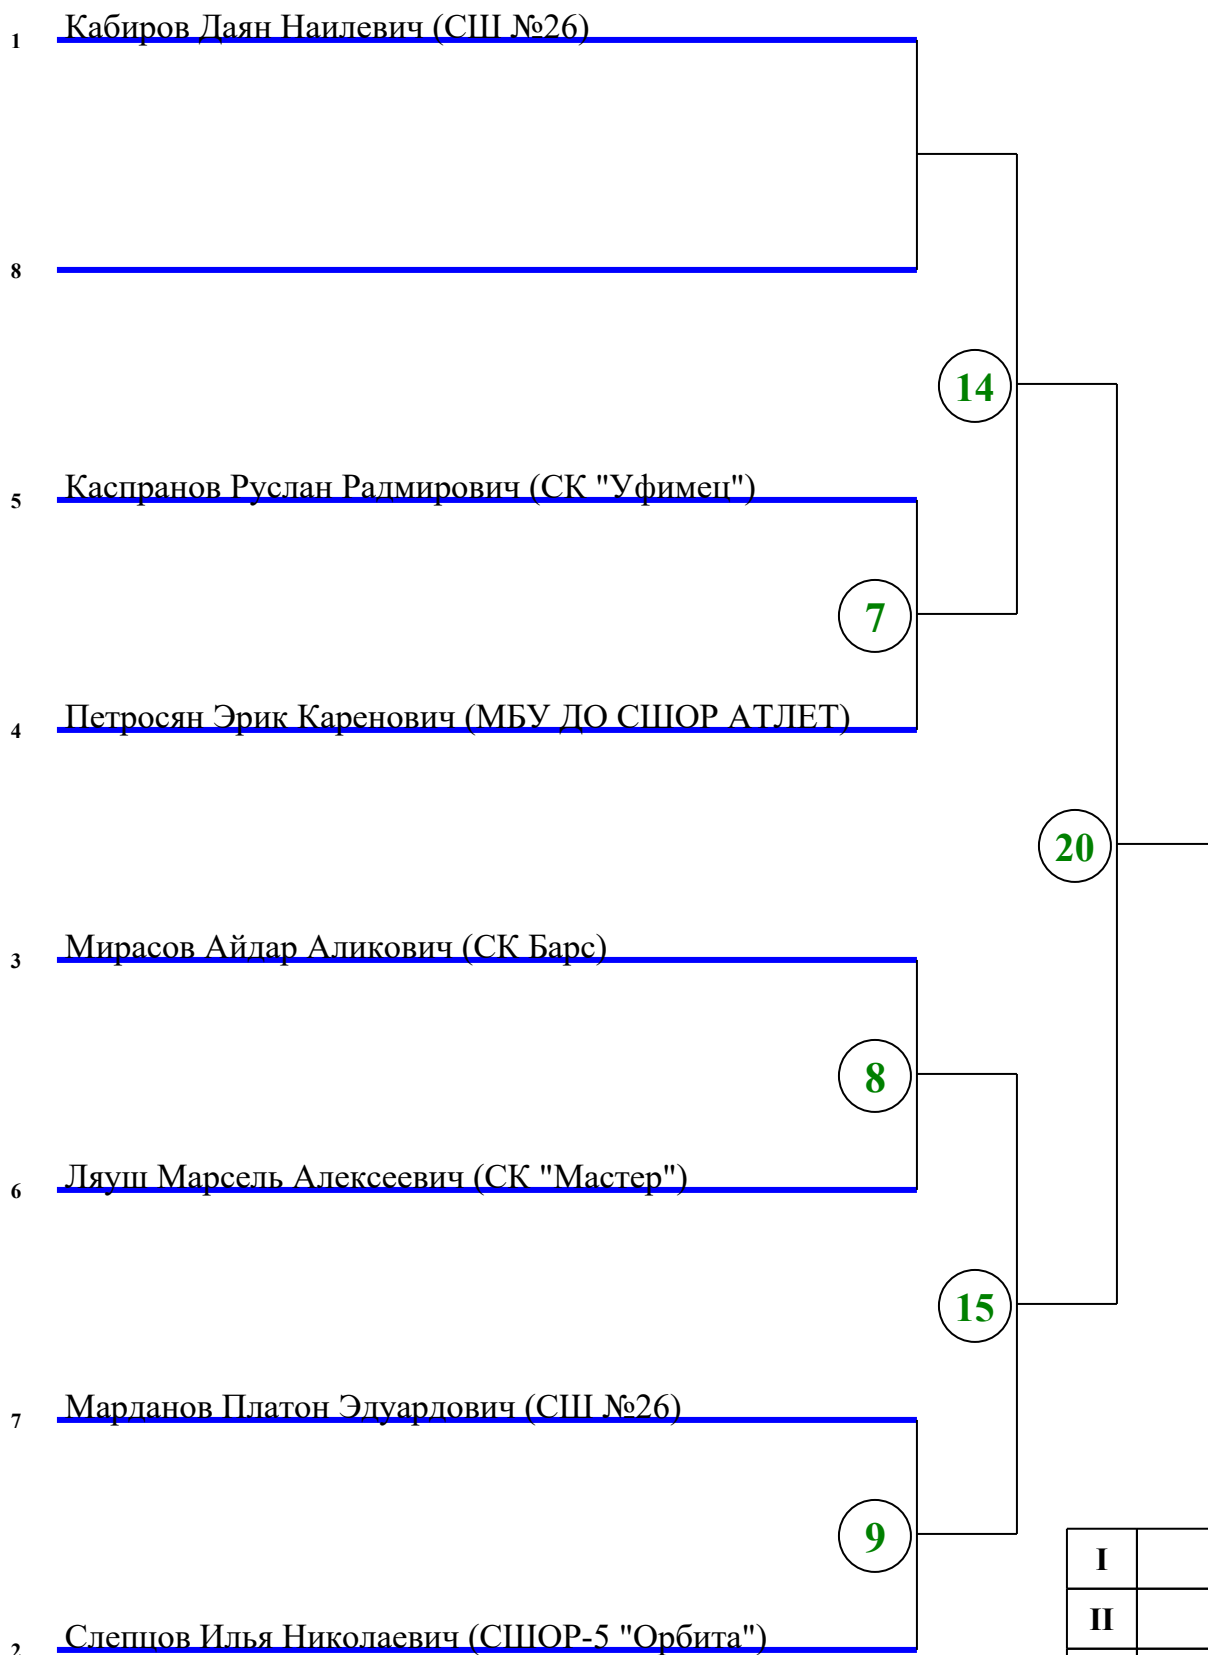 1 Кабиров Даян Наилевич (СШ №26)
8
14
5 Каспранов Руслан Радмирович (СК "Уфимец")
7
4 Петросян Эрик Каренович (МБУ ДО СШОР АТЛЕТ)
20
3 Мирасов Айдар Аликович (СК Барс)
8
6 Ляуш Марсель Алексеевич (СК "Мастер")
15
7 Марданов Платон Эдуардович (СШ №26)
9
I
II
2 Слепцов Илья Николаевич (СШОР-5 "Орбита")